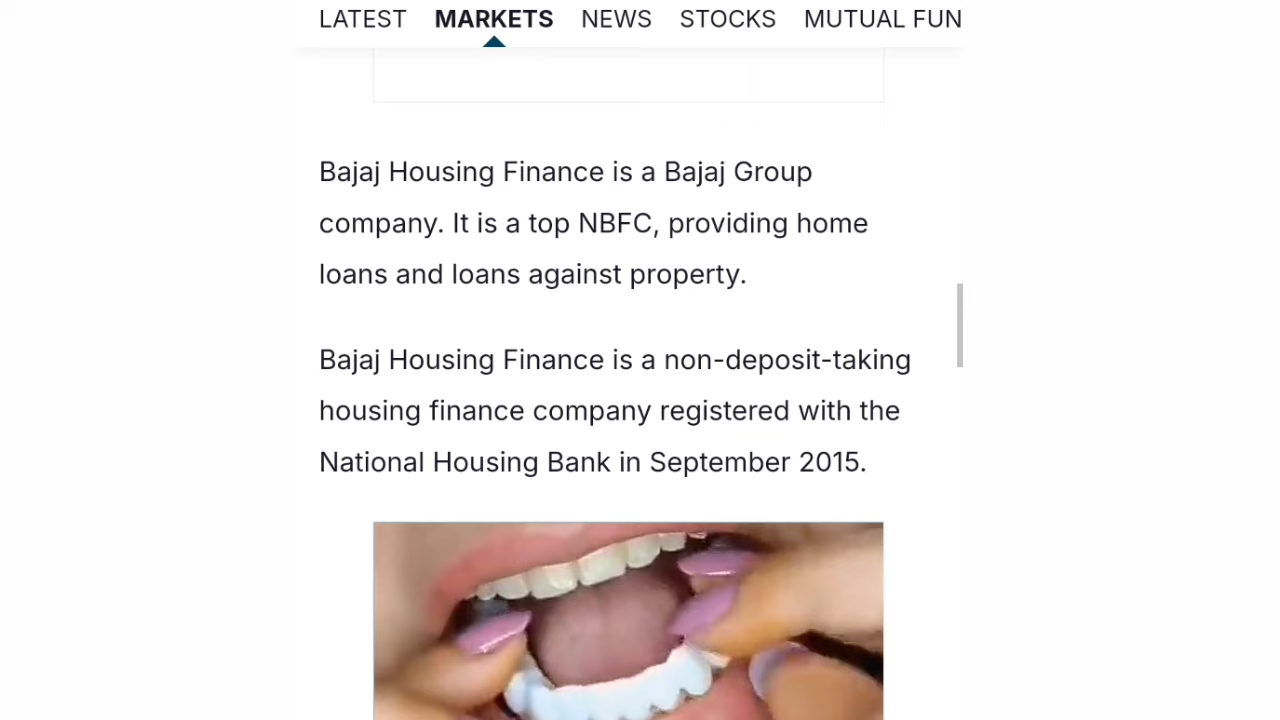 LATEST MARKETS NEWS STOCKS MUTUAL FUN
Bajaj Housing Finance is a Bajaj Group
company. It is a top NBFC, providing home
loans and loans against property.
Bajaj Housing Finance is a non-deposit-taking
housing finance company registered with the
National Housing Bank in September 2015.